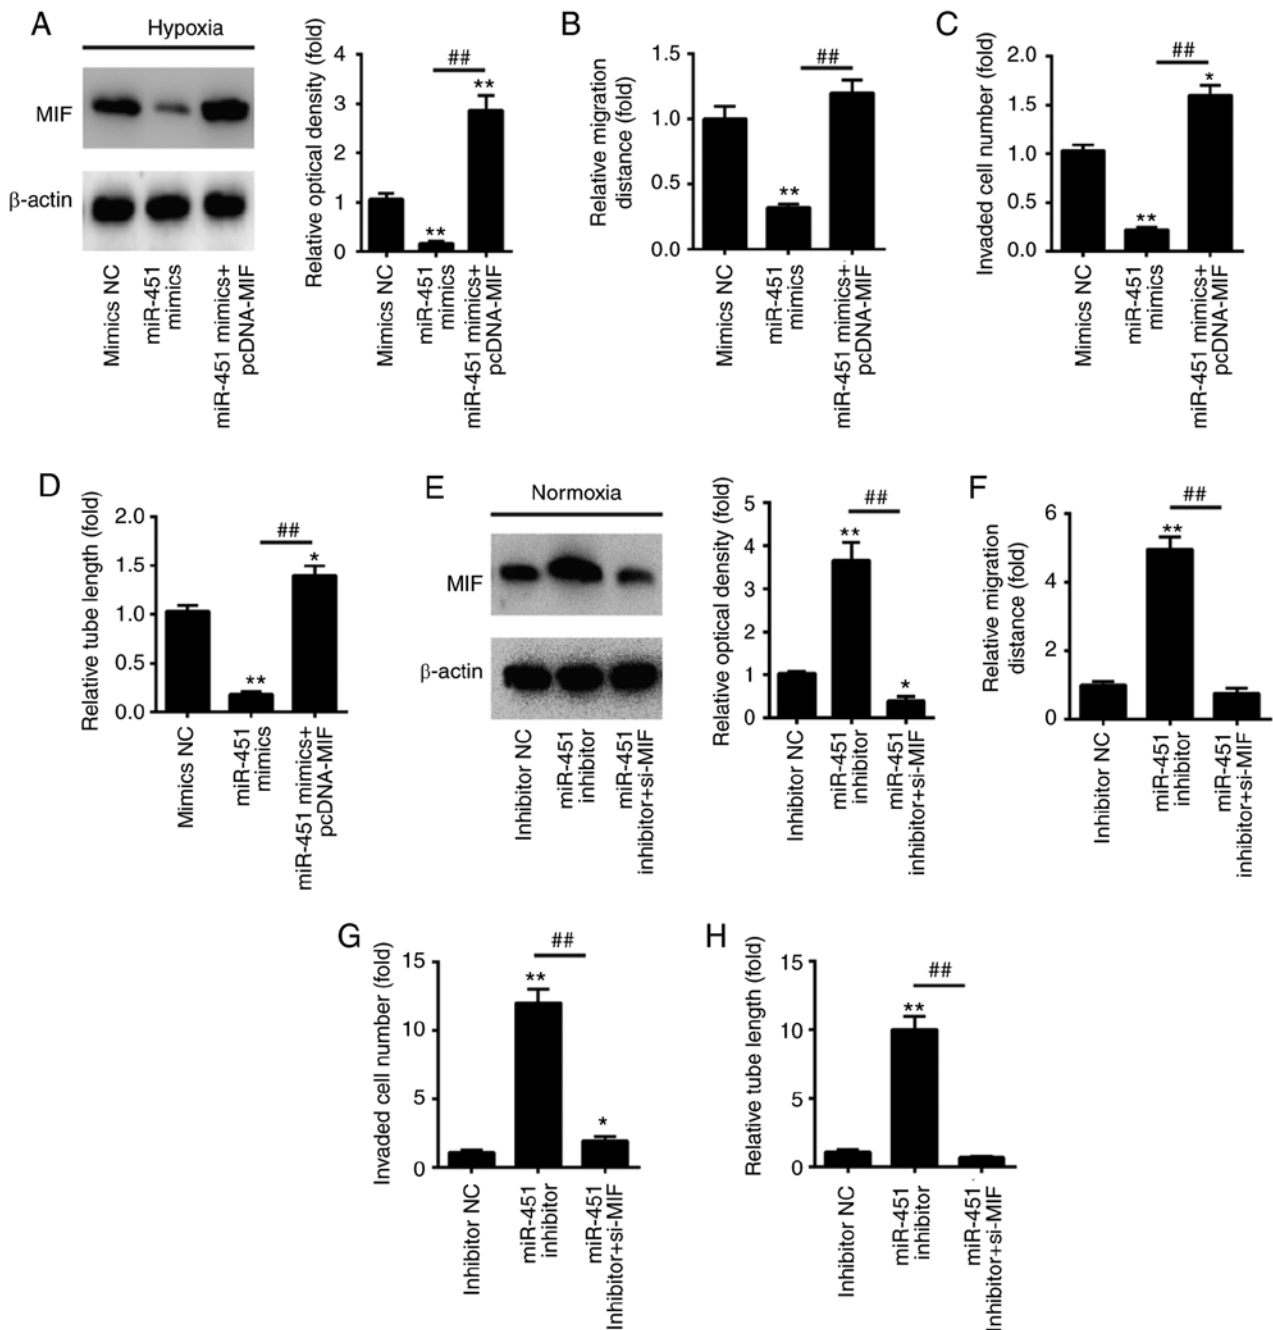 A
Hypoxia
MIF
β-actin
Mimics NC
miR-451
mimics
miR-451 mimics+
pcDNA-MIF
Relative optical density (fold)
4
3
2
1
0
##
**
**
Mimics NC
miR-451
mimics
miR-451 mimics+
pcDNA-MIF
B
Relative migration
distance (fold)
1.5
1.0
0.5
0.0
##
**
Mimics NC
miR-451
mimics
miR-451 mimics+
pcDNA-MIF
C
Invaded cell number (fold)
2.0
1.5
1.0
0.5
0.0
##
*
**
Mimics NC
miR-451
mimics
miR-451 mimics+
pcDNA-MIF
D
Relative tube length (fold)
2.0
1.5
1.0
0.5
0.0
##
*
**
Mimics NC
miR-451
mimics
miR-451 mimics+
pcDNA-MIF
E
Normoxia
MIF
β-actin
Inhibitor NC
miR-451
inhibitor
miR-451
inhibitor+si-MIF
Relative optical density (fold)
5
4
3
2
1
0
##
**
*
Inhibitor NC
miR-451
inhibitor
miR-451
inhibitor+si-MIF
F
Relative migration
distance (fold)
6
4
2
0
##
**
Inhibitor NC
miR-451
inhibitor
miR-451
inhibitor+si-MIF
G
Invaded cell number (fold)
15
10
5
0
##
**
*
Inhibitor NC
miR-451
inhibitor
miR-451
Inhibitor+si-MIF
H
Relative tube length (fold)
15
10
5
0
##
**
Inhibitor NC
miR-451
inhibitor
miR-451
Inhibitor+si-MIF